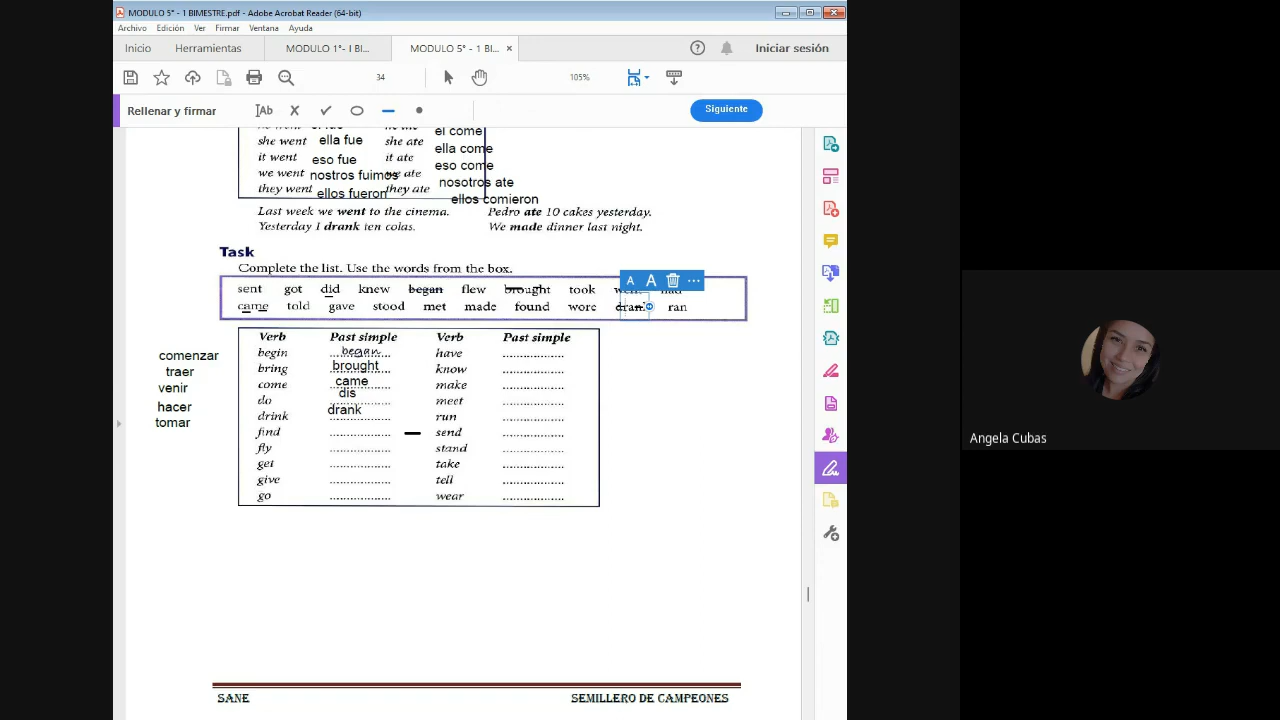 MODULO 5° - 1 BIMESTRE.pdf - Adobe Acrobat Reader (64-bit)
Archivo Edición Ver Firmar Ventana Ayuda
Inicio Herramientas MODULO 1°- I BI... MODULO 5° - 1 BI... × Iniciar sesión
34 105%
Rellenar y firmar Ab Siguiente
el come
she went ella fue she ate ella come
it went eso fue it ate eso come
we went nostros fuimos we ate nosotros ate
they went ellos fueron they ate ellos comieron
Last week we went to the cinema. Pedro ate 10 cakes yesterday.
Yesterday I drank ten colas. We made dinner last night.
Task
Complete the list. Use the words from the box.
A A
sent got did knew began flew brought took went had
came told gave stood met made found wore drank ran
Verb Past simple Verb Past simple
comenzar begin began have ................
traer bring brought know ................
venir come came make ................
hacer do dis meet ................
tomar drink drank run ................
find ................ send ................
fly ................ stand ................
get ................ take ................
give ................ tell ................
go ................ wear ................
SANE SEMILLERO DE CAMPEONES
Angela Cubas